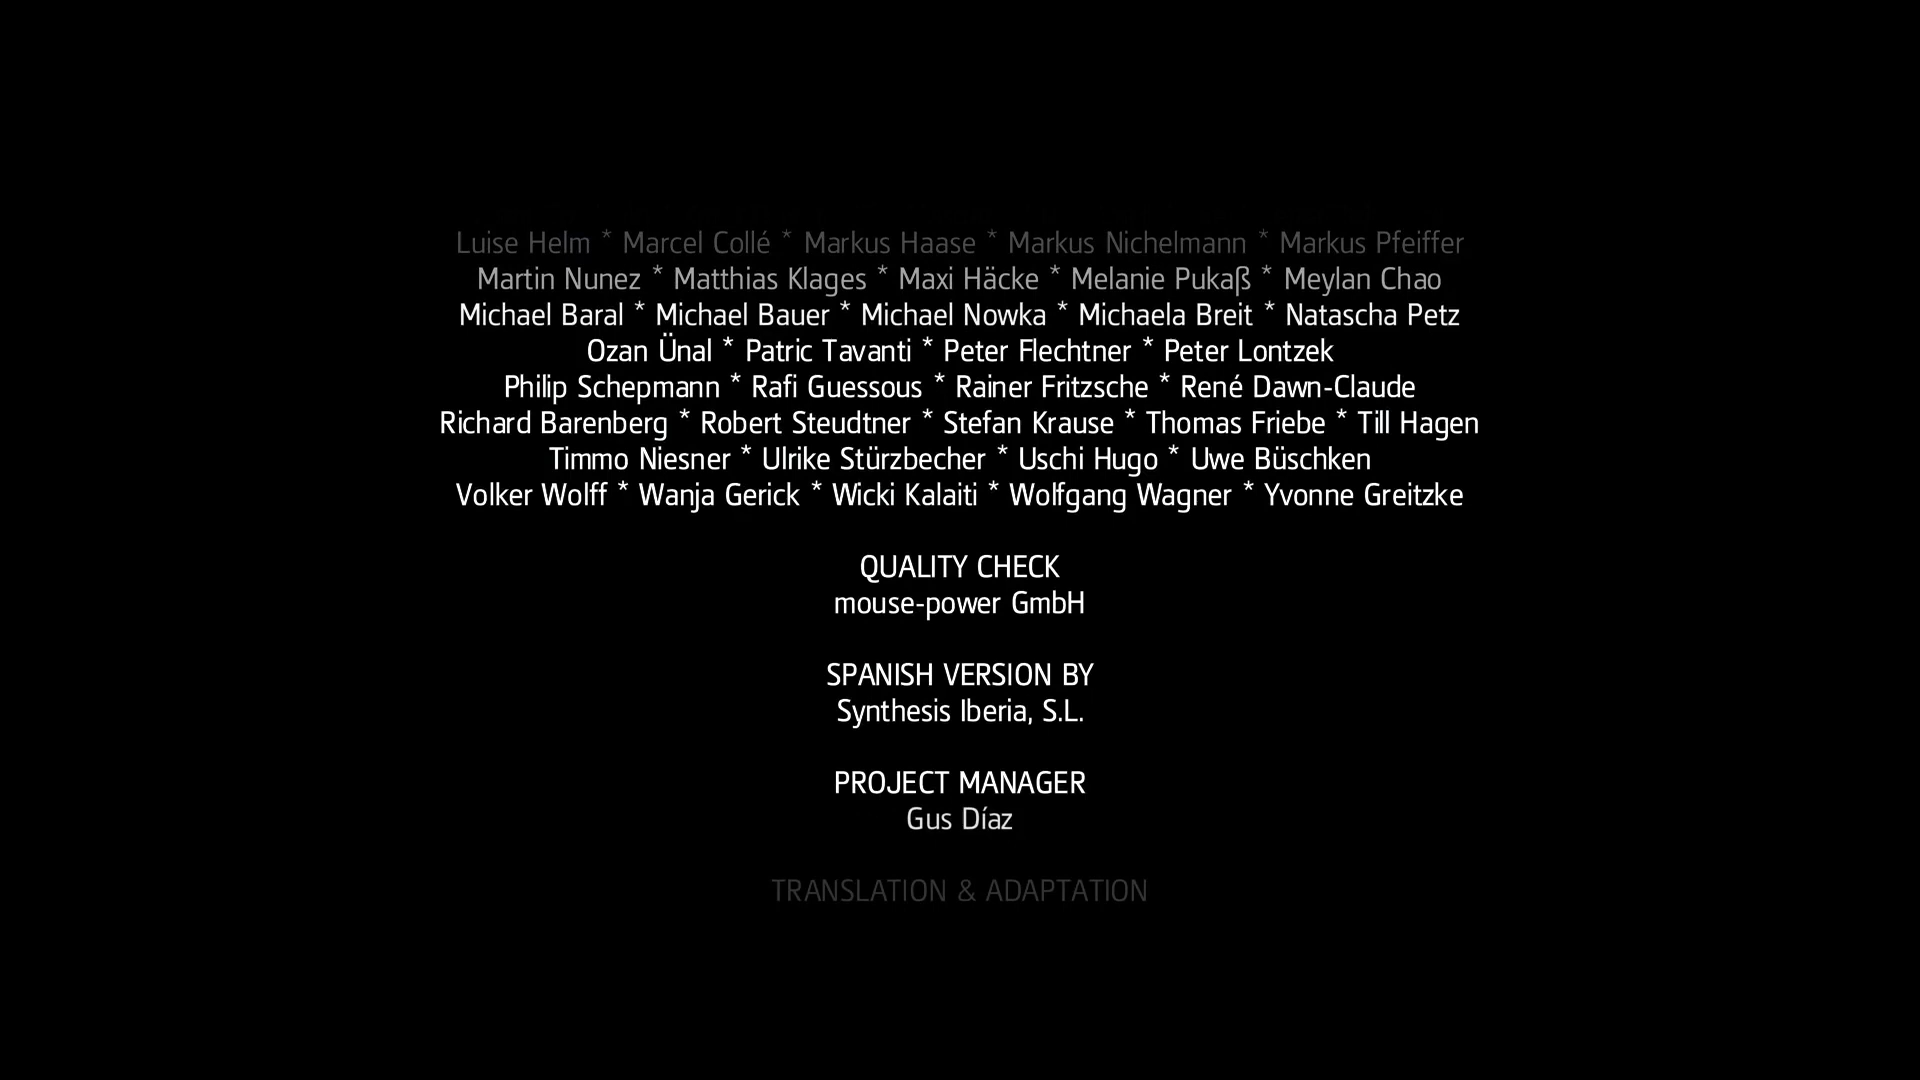 Luise Helm * Marcel Collé * Markus Haase * Markus Nichelmann * Markus Pfeiffer
Martin Nunez * Matthias Klages * Maxi Häcke * Melanie Pukaß * Meylan Chao
Michael Baral * Michael Bauer * Michael Nowka * Michaela Breit * Natascha Petz
Ozan Ünal * Patric Tavanti * Peter Flechtner * Peter Lontzek
Philip Schepmann * Rafi Guessous * Rainer Fritzsche * René Dawn-Claude
Richard Barenberg * Robert Steudtner * Stefan Krause * Thomas Friebe * Till Hagen
Timmo Niesner * Ulrike Stürzbecher * Uschi Hugo * Uwe Büschken
Volker Wolff * Wanja Gerick * Wicki Kalaiti * Wolfgang Wagner * Yvonne Greitzke
QUALITY CHECK
mouse-power GmbH
SPANISH VERSION BY
Synthesis Iberia, S.L.
PROJECT MANAGER
Gus Díaz
TRANSLATION & ADAPTATION